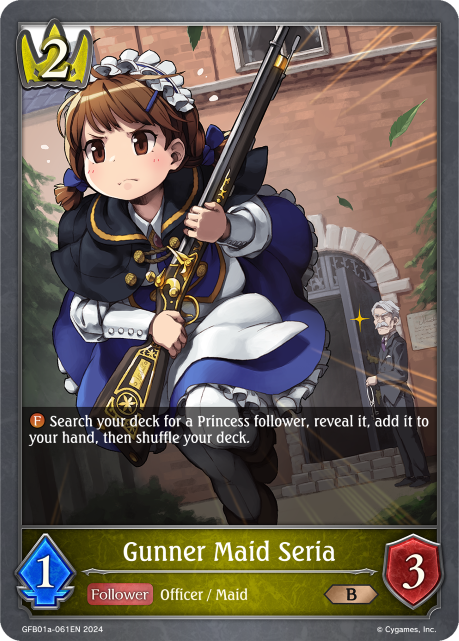 2
F Search your deck for a Princess follower, reveal it, add it to
your hand, then shuffle your deck.
Gunner Maid Seria
1
Follower Officer / Maid
B
3
GFB01a-061EN 2024
© Cygames, Inc.